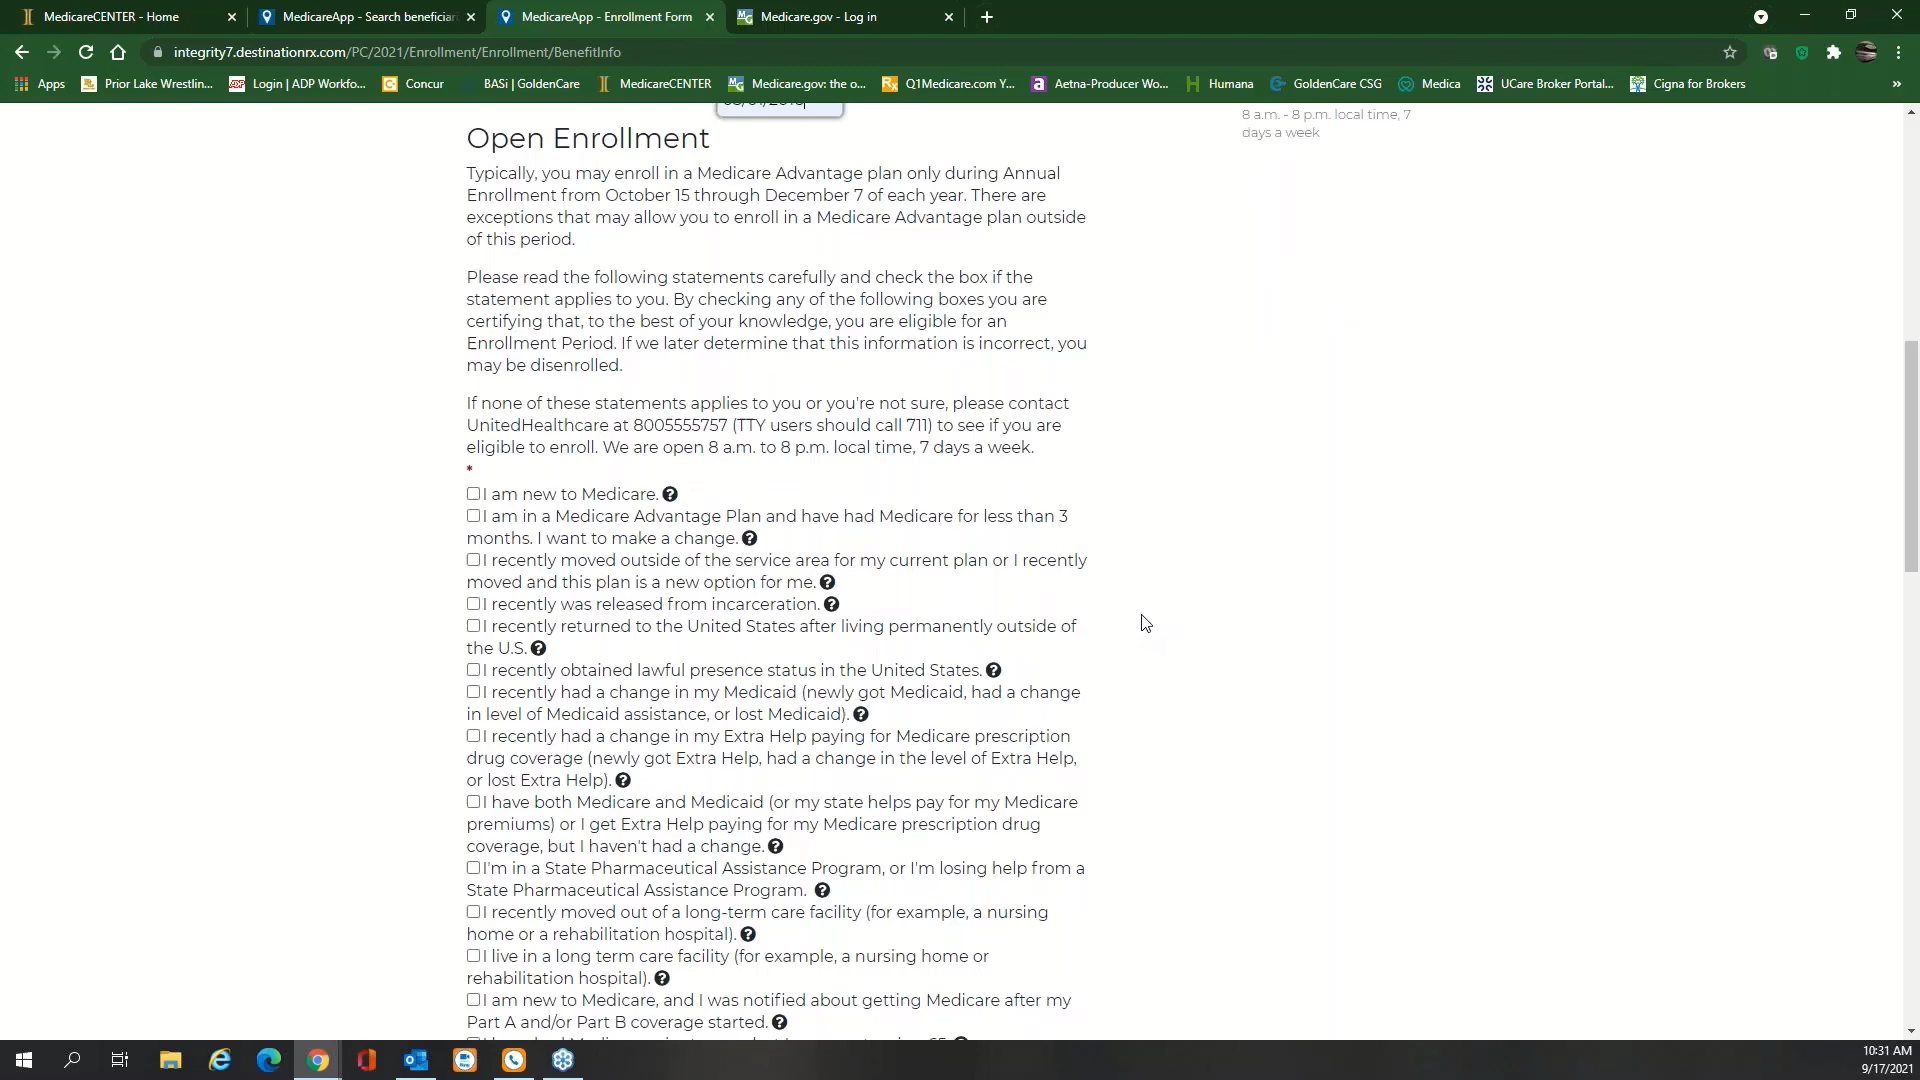 MedicareCENTER - Home
MedicareApp - Search beneficiar
MedicareApp - Enrollment Form
Medicare.gov - Log in
integrity7.destinationrx.com/PC/2021/Enrollment/Enrollment/BenefitInfo
Apps
Prior Lake Wrestlin...
Login | ADP Workfo...
Concur
BASi | GoldenCare
MedicareCENTER
Medicare.gov: the o...
Q1Medicare.com Y...
Aetna-Producer Wo...
Humana
GoldenCare CSG
Medica
UCare Broker Portal...
Cigna for Brokers
8 a.m. - 8 p.m. local time, 7
days a week
Open Enrollment
Typically, you may enroll in a Medicare Advantage plan only during Annual
Enrollment from October 15 through December 7 of each year. There are
exceptions that may allow you to enroll in a Medicare Advantage plan outside
of this period.
Please read the following statements carefully and check the box if the
statement applies to you. By checking any of the following boxes you are
certifying that, to the best of your knowledge, you are eligible for an
Enrollment Period. If we later determine that this information is incorrect, you
may be disenrolled.
If none of these statements applies to you or you're not sure, please contact
UnitedHealthcare at 8005555757 (TTY users should call 711) to see if you are
eligible to enroll. We are open 8 a.m. to 8 p.m. local time, 7 days a week.
*
I am new to Medicare. ?
I am in a Medicare Advantage Plan and have had Medicare for less than 3
months. I want to make a change. ?
I recently moved outside of the service area for my current plan or I recently
moved and this plan is a new option for me. ?
I recently was released from incarceration. ?
I recently returned to the United States after living permanently outside of
the U.S. ?
I recently obtained lawful presence status in the United States. ?
I recently had a change in my Medicaid (newly got Medicaid, had a change
in level of Medicaid assistance, or lost Medicaid). ?
I recently had a change in my Extra Help paying for Medicare prescription
drug coverage (newly got Extra Help, had a change in the level of Extra Help,
or lost Extra Help). ?
I have both Medicare and Medicaid (or my state helps pay for my Medicare
premiums) or I get Extra Help paying for my Medicare prescription drug
coverage, but I haven't had a change. ?
I'm in a State Pharmaceutical Assistance Program, or I'm losing help from a
State Pharmaceutical Assistance Program. ?
I recently moved out of a long-term care facility (for example, a nursing
home or a rehabilitation hospital). ?
I live in a long term care facility (for example, a nursing home or
rehabilitation hospital). ?
I am new to Medicare, and I was notified about getting Medicare after my
Part A and/or Part B coverage started. ?
10:31 AM
9/17/2021